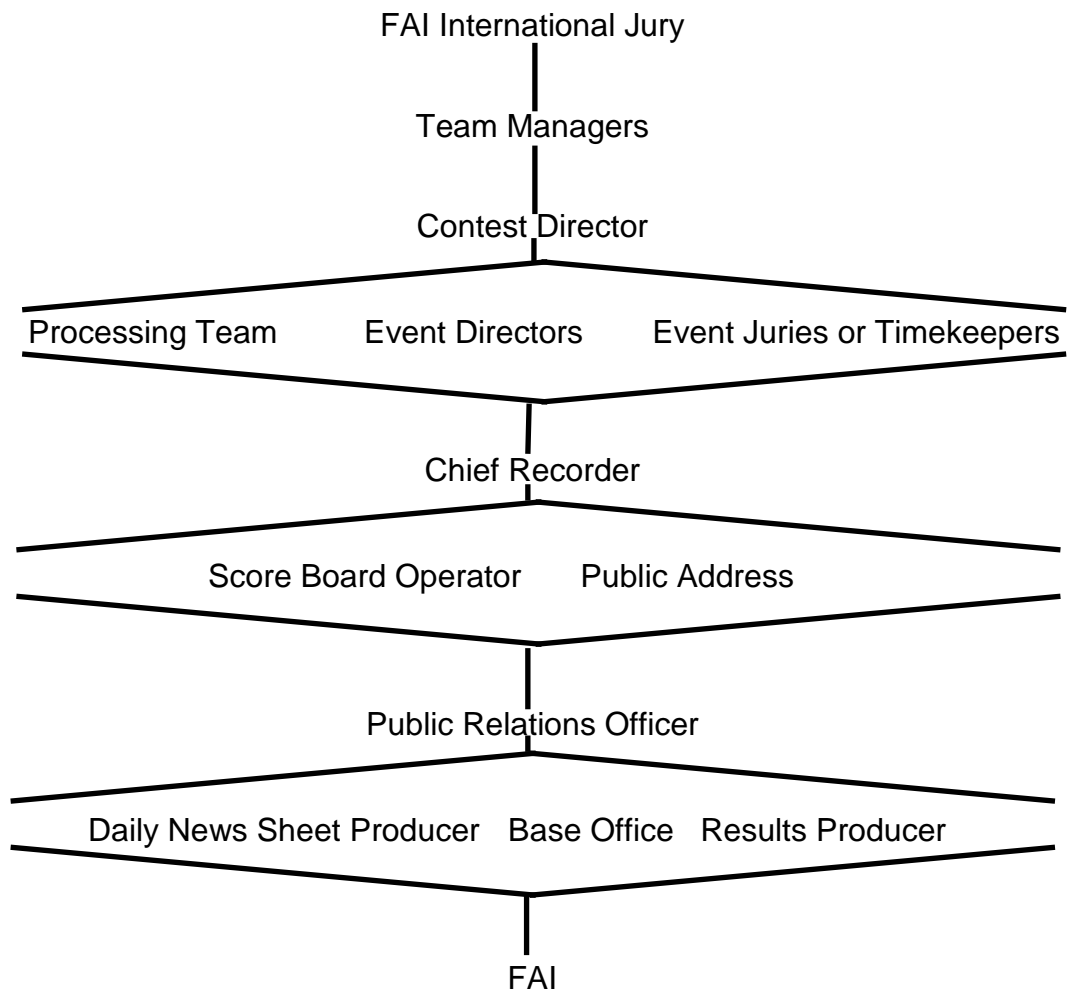 FAI International Jury
Team Managers
Contest Director
Processing Team Event Directors Event Juries or Timekeepers
Chief Recorder
Score Board Operator Public Address
Public Relations Officer
Daily News Sheet Producer Base Office Results Producer
FAI